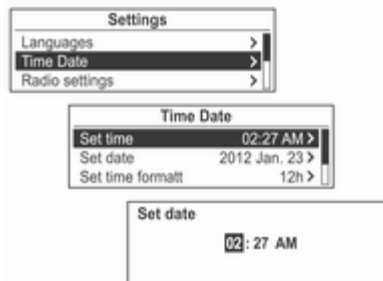 Settings
Languages >
Time Date >
Radio settings >
Time Date
Set time 02:27 AM >
Set date 2012 Jan. 23 >
Set time formatt 12h >
Set date
02 : 27 AM